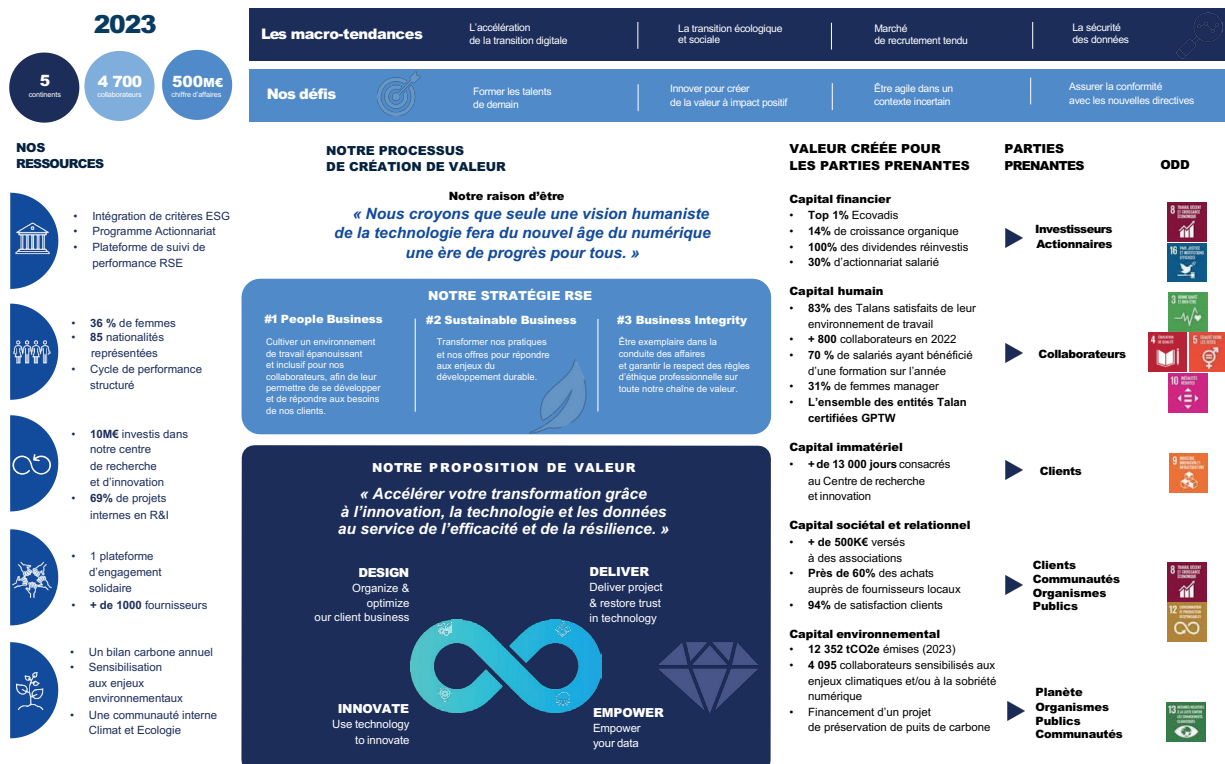 2023
5
continents
4 700
collaborateurs
500M€
chiffre d'affaires
Les macro-tendances
L'accélération
de la transition digitale
La transition écologique
et sociale
Marché
de recrutement tendu
La sécurité
des données
Nos défis
Former les talents
de demain
Innover pour créer
de la valeur à impact positif
Être agile dans un
contexte incertain
Assurer la conformité
avec les nouvelles directives
NOS
RESSOURCES
• Intégration de critères ESG
• Programme Actionnariat
• Plateforme de suivi de
performance RSE
• 36 % de femmes
• 85 nationalités
représentées
• Cycle de performance
structuré
• 10M€ investis dans
notre centre
de recherche
et d'innovation
• 69% de projets
internes en R&I
• 1 plateforme
d'engagement
solidaire
• + de 1000 fournisseurs
• Un bilan carbone annuel
• Sensibilisation
aux enjeux
environnementaux
• Une communauté interne
Climat et Ecologie
NOTRE PROCESSUS
DE CRÉATION DE VALEUR
Notre raison d'être
« Nous croyons que seule une vision humaniste
de la technologie fera du nouvel âge du numérique
une ère de progrès pour tous. »
NOTRE STRATÉGIE RSE
#1 People Business
Cultiver un environnement
de travail épanouissant
et inclusif pour nos
collaborateurs, afin de leur
permettre de se développer
et de répondre aux besoins
de nos clients.
#2 Sustainable Business
Transformer nos pratiques
et nos offres pour répondre
aux enjeux du
développement durable.
#3 Business Integrity
Être exemplaire dans la
conduite des affaires
et garantir le respect des règles
d'éthique professionnelle sur
toute notre chaîne de valeur.
NOTRE PROPOSITION DE VALEUR
« Accélérer votre transformation grâce
à l'innovation, la technologie et les données
au service de l'efficacité et de la résilience. »
DESIGN
Organize &
optimize
our client business
DELIVER
Deliver project
& restore trust
in technology
INNOVATE
Use technology
to innovate
EMPOWER
Empower
your data
VALEUR CRÉÉE POUR
LES PARTIES PRENANTES
Capital financier
• Top 1% Ecovadis
• 14% de croissance organique
• 100% des dividendes réinvestis
• 30% d'actionnariat salarié
Capital humain
• 83% des Talans satisfaits de leur
environnement de travail
• + 800 collaborateurs en 2022
• 70 % de salariés ayant bénéficié
d'une formation sur l'année
• 31% de femmes manager
• L'ensemble des entités Talan
certifiées GPTW
Capital immatériel
• + de 13 000 jours consacrés
au Centre de recherche
et innovation
Capital sociétal et relationnel
• + de 500K€ versés
à des associations
• Près de 60% des achats
auprès de fournisseurs locaux
• 94% de satisfaction clients
Capital environnemental
• 12 352 tCO2e émises (2023)
• 4 095 collaborateurs sensibilisés aux
enjeux climatiques et/ou à la sobriété
numérique
• Financement d'un projet
de préservation de puits de carbone
PARTIES
PRENANTES
Investisseurs
Actionnaires
Collaborateurs
Clients
Clients
Communautés
Organismes
Publics
Planète
Organismes
Publics
Communautés
ODD
8
TRAVAIL DÉCENT
ET CROISSANCE
ÉCONOMIQUE
16
3
4
5
10
9
8
TRAVAIL DÉCENT
ET CROISSANCE
ÉCONOMIQUE
12
13